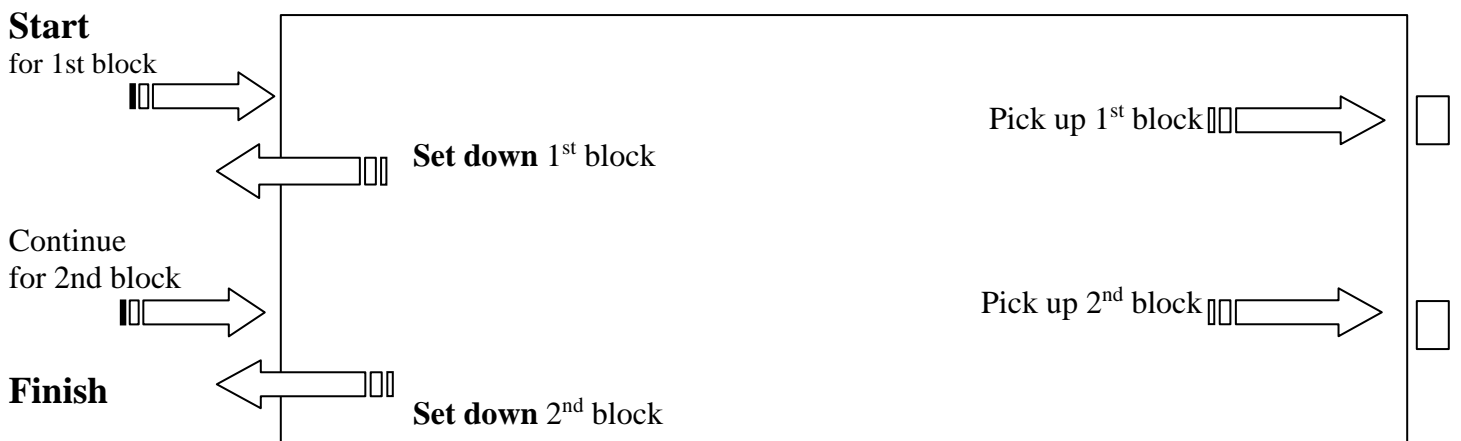 Start
for 1st block
Pick up 1st block
Set down 1st block
Continue
for 2nd block
Pick up 2nd block
Finish
Set down 2nd block